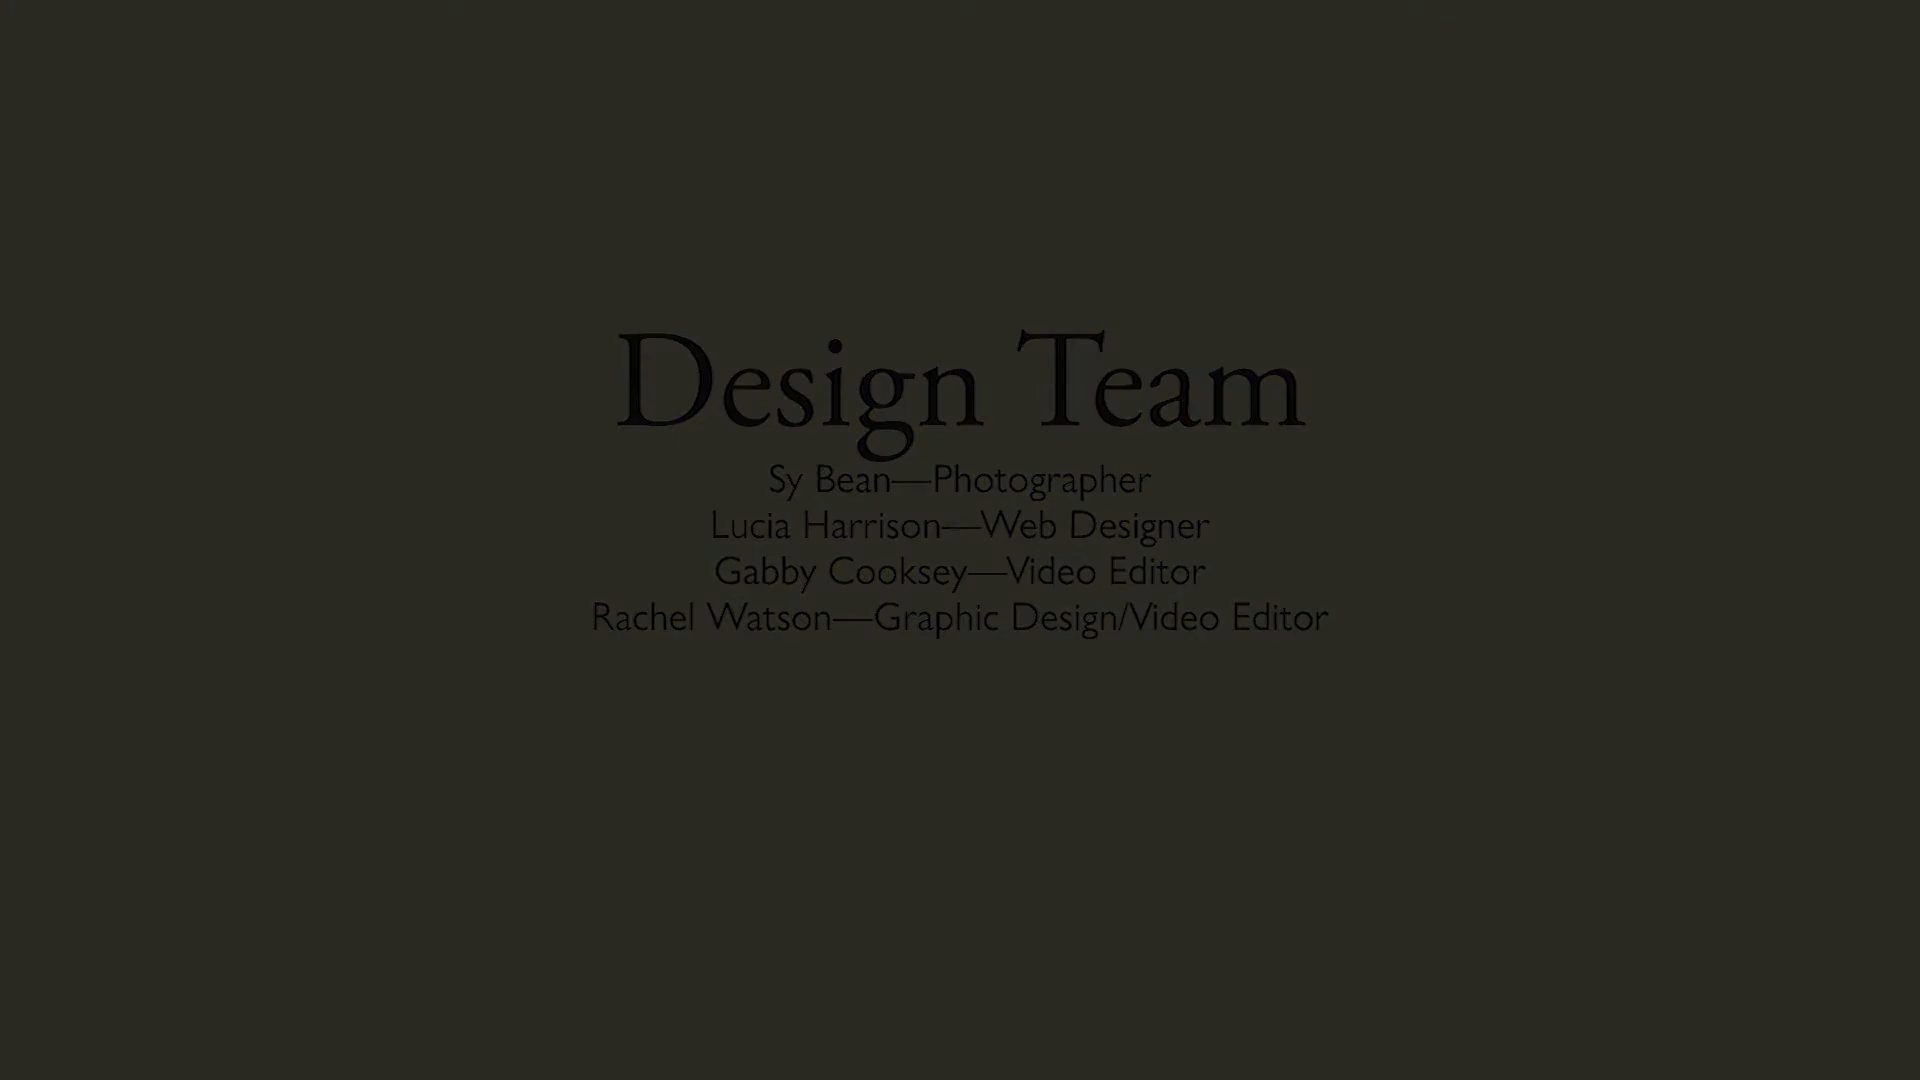 Design Team
Sy Bean—Photographer
Lucia Harrison—Web Designer
Gabby Cooksey—Video Editor
Rachel Watson—Graphic Design/Video Editor